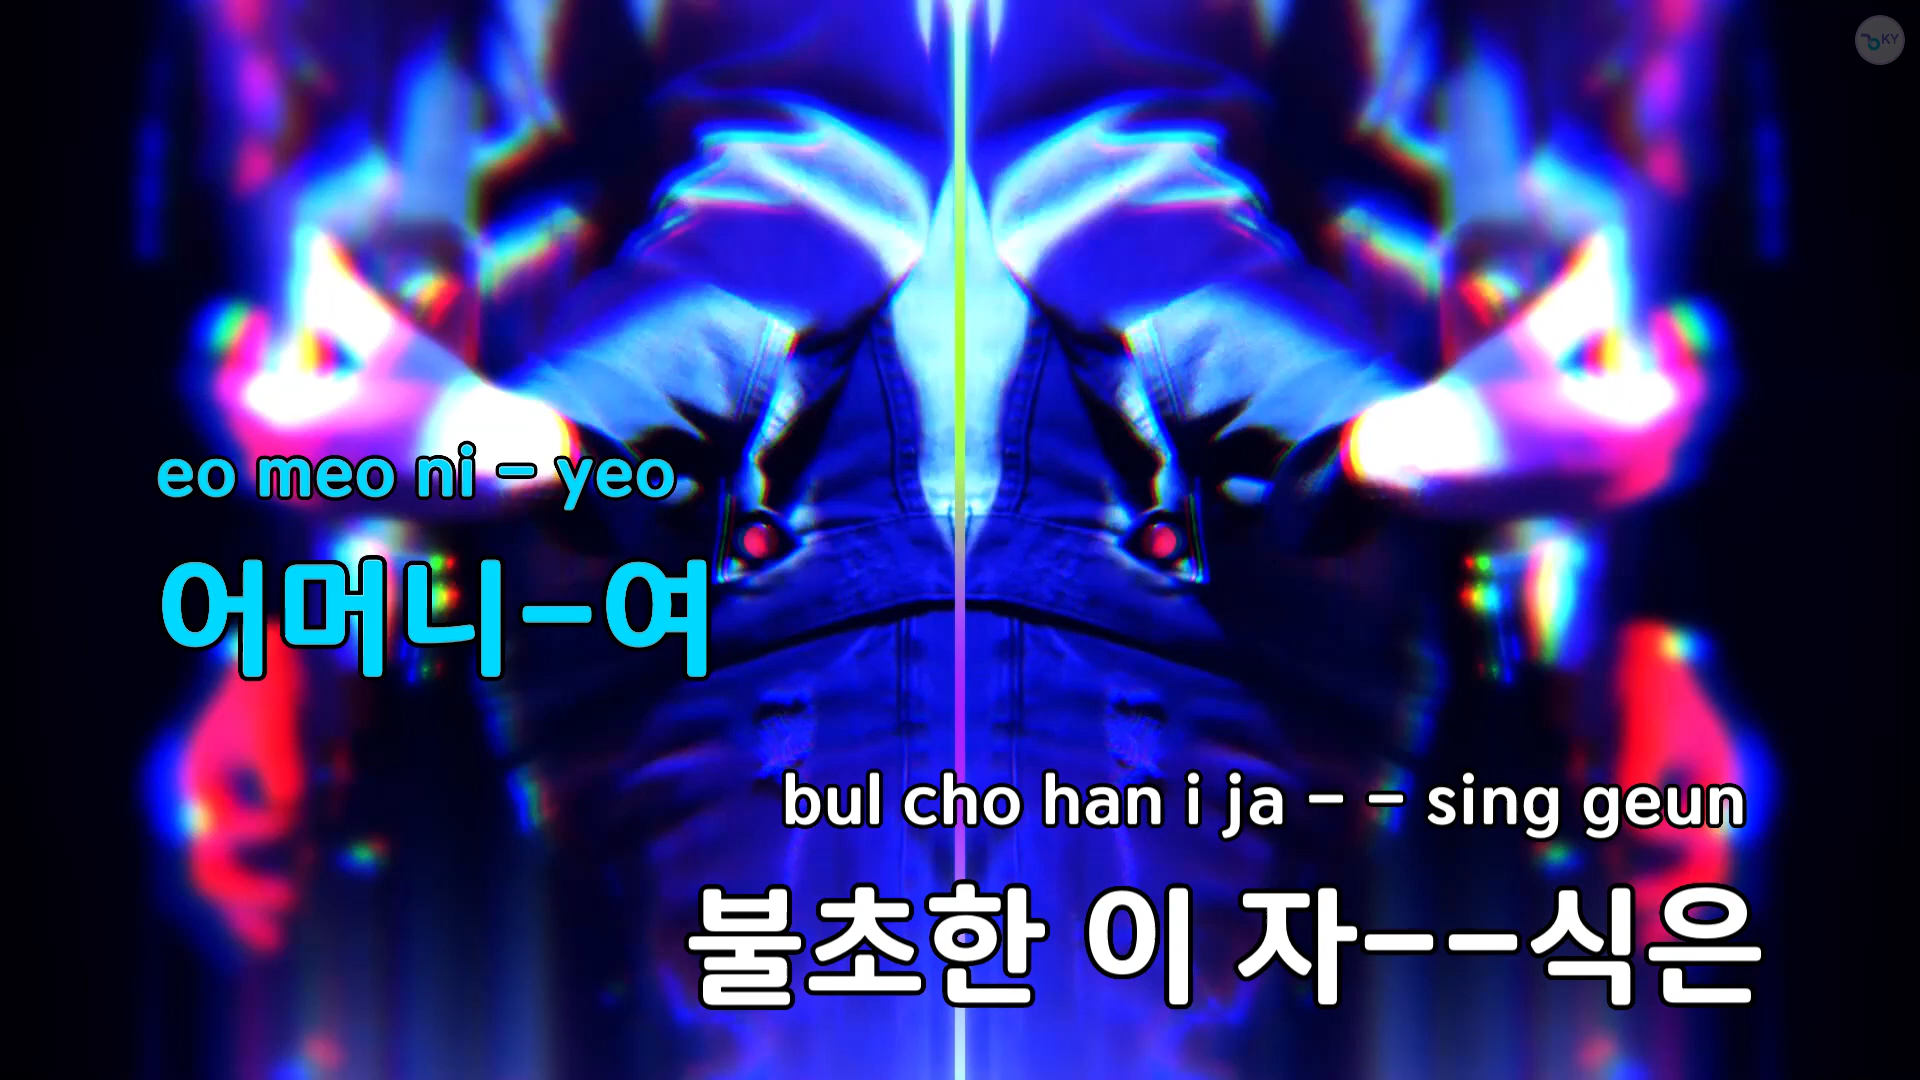 KY
eo meo ni – yeo
어머니–여
bul cho han i ja – – sing geun
불초한 이 자––식은